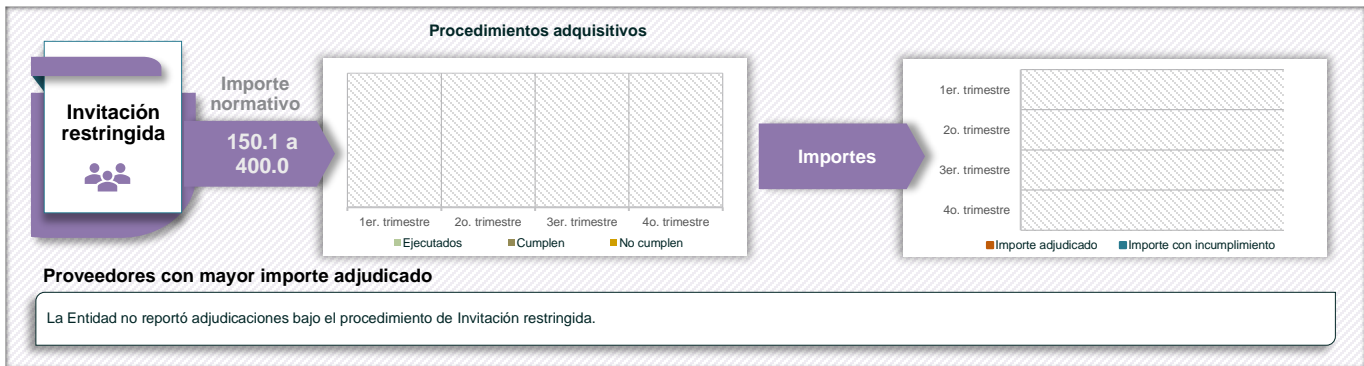 Procedimientos adquisitivos
Invitación
restringida
Importe
normativo
150.1 a
400.0
1er. trimestre
2o. trimestre
3er. trimestre
4o. trimestre
Ejecutados
Cumplen
No cumplen
Importes
1er. trimestre
2o. trimestre
3er. trimestre
4o. trimestre
Importe adjudicado
Importe con incumplimiento
Proveedores con mayor importe adjudicado
La Entidad no reportó adjudicaciones bajo el procedimiento de Invitación restringida.